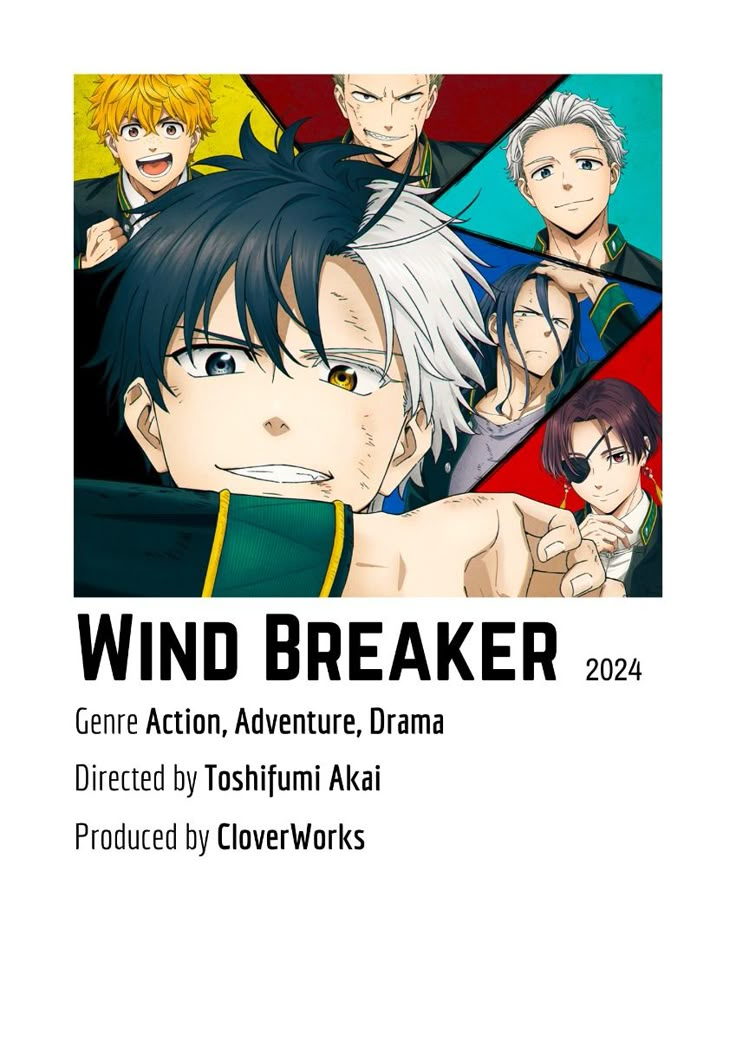 WIND BREAKER 2024
Genre Action, Adventure, Drama
Directed by Toshifumi Akai
Produced by CloverWorks